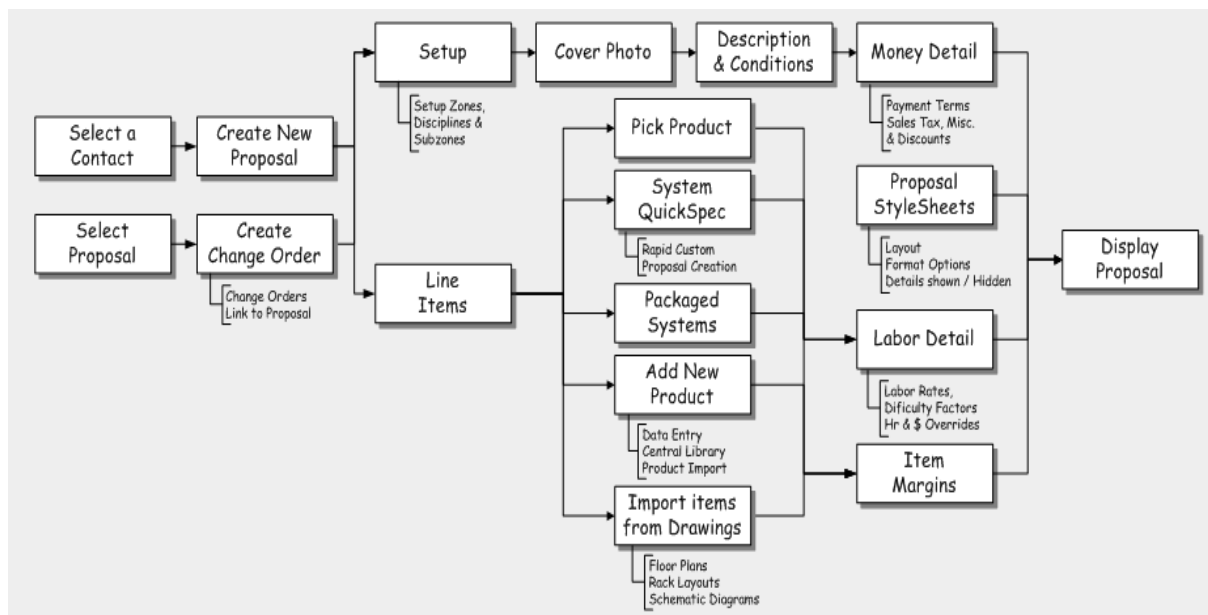 Setup
Cover Photo
Description
& Conditions
Money Detail
Setup Zones,
Disciplines &
Subzones
Payment Terms
Sales Tax, Misc.
& Discounts
Select a
Contact
Create New
Proposal
Pick Product
System
QuickSpec
Rapid Custom
Proposal Creation
Proposal
StyleSheets
Layout
Format Options
Details shown / Hidden
Select
Proposal
Create
Change Order
Change Orders
Link to Proposal
Line
Items
Display
Proposal
Packaged
Systems
Labor Detail
Labor Rates,
Dificulty Factors
Hr & $ Overrides
Add New
Product
Data Entry
Central Library
Product Import
Item
Margins
Import items
from Drawings
Floor Plans
Rack Layouts
Schematic Diagrams